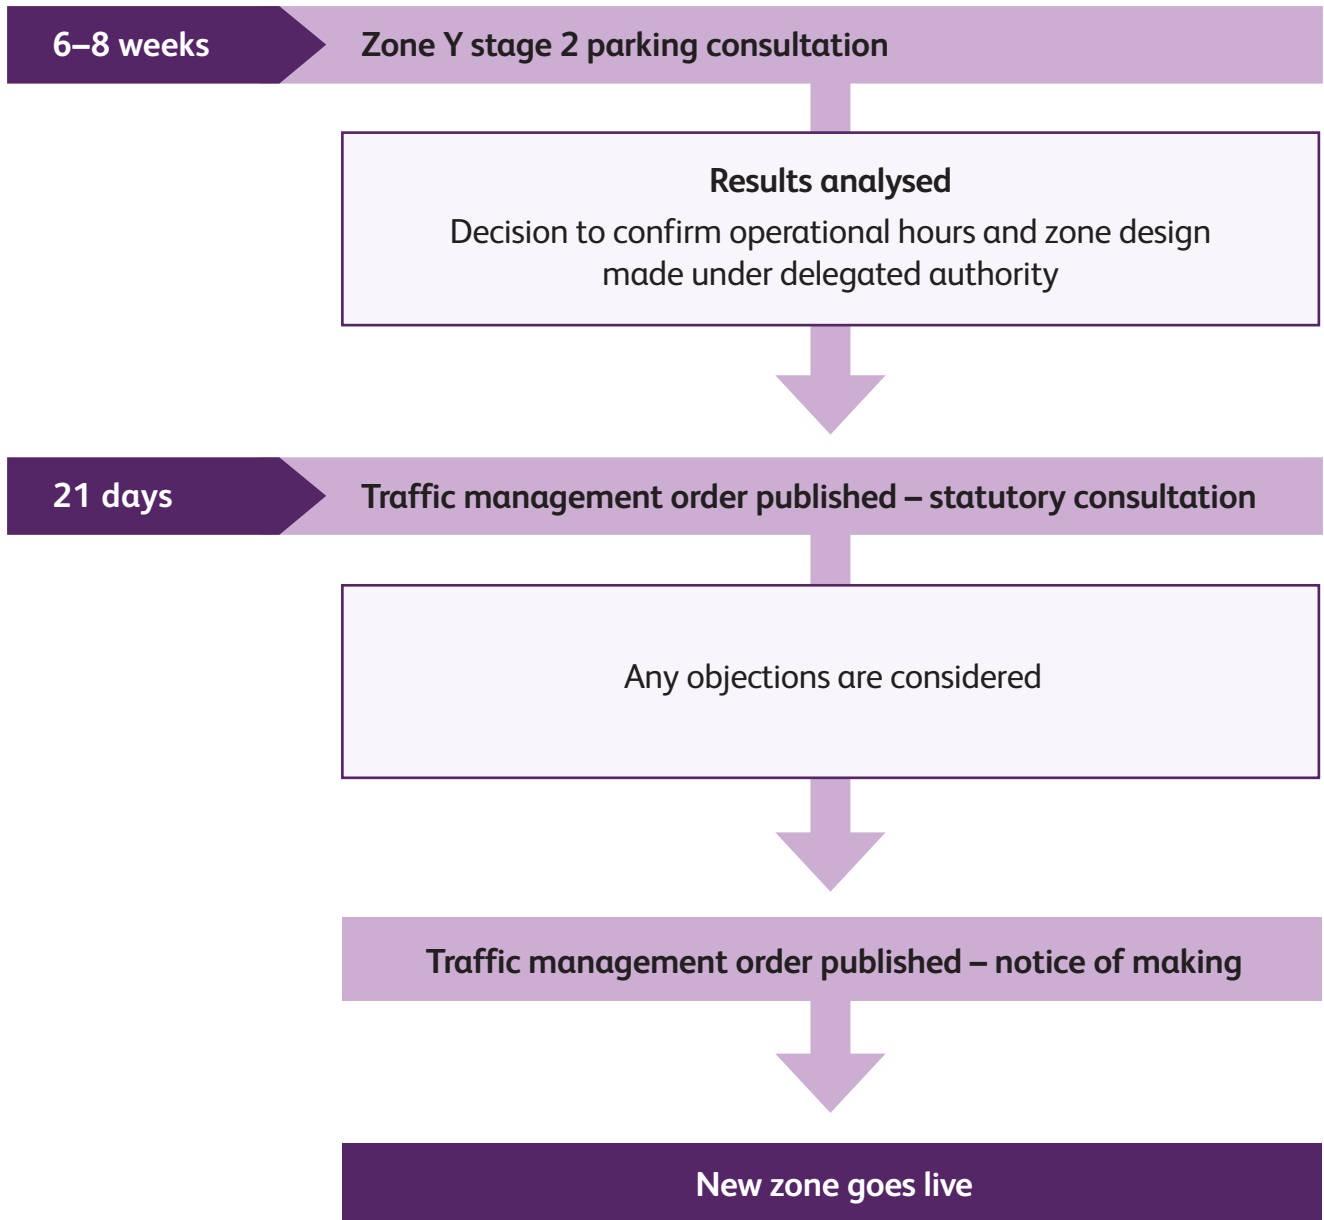 6–8 weeks
Zone Y stage 2 parking consultation
Results analysed
Decision to confirm operational hours and zone design
made under delegated authority
21 days
Traffic management order published – statutory consultation
Any objections are considered
Traffic management order published – notice of making
New zone goes live